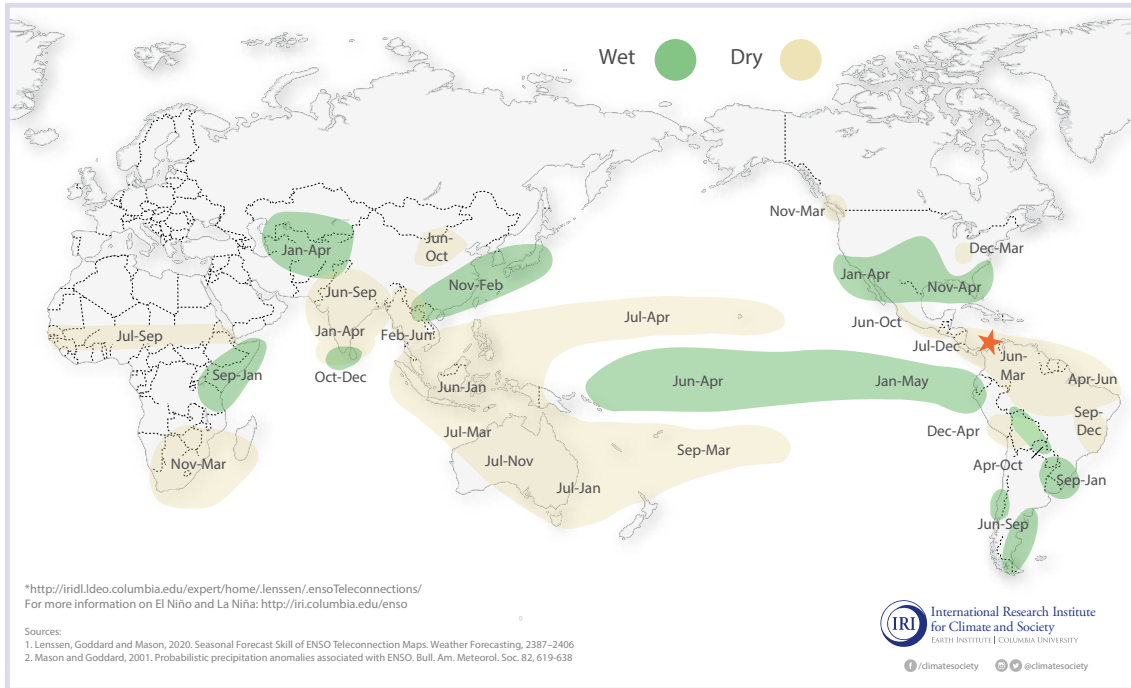 Wet
Dry
Nov-Mar
Jun-
Oct
Dec-Mar
Jan-Apr
Jan-Apr
Nov-Feb
Nov-Apr
Jun-Sep
Jul-Sep
Jan-Apr
Feb-Jun
Jul-Apr
Jun-Oct
Jul-Dec
Jun-
Mar
Oct-Dec
Sep-Jan
Jun-Jan
Jun-Apr
Jan-May
Apr-Jun
Sep-
Dec
Jul-Mar
Dec-Apr
Nov-Mar
Jul-Nov
Sep-Mar
Apr-Oct
Jul-Jan
Sep-Jan
Jun-Sep
*http://iridl.ldeo.columbia.edu/expert/home/.lenssen/.ensoTeleconnections/
For more information on El Niño and La Niña: http://iri.columbia.edu/enso
Sources:
1. Lenssen, Goddard and Mason, 2020. Seasonal Forecast Skill of ENSO Teleconnection Maps. Weather Forecasting, 2387–2406
2. Mason and Goddard, 2001. Probabilistic precipitation anomalies associated with ENSO. Bull. Am. Meteorol. Soc. 82, 619-638
IRI
International Research Institute
for Climate and Society
EARTH INSTITUTE | COLUMBIA UNIVERSITY
/climatesociety
@climatesociety